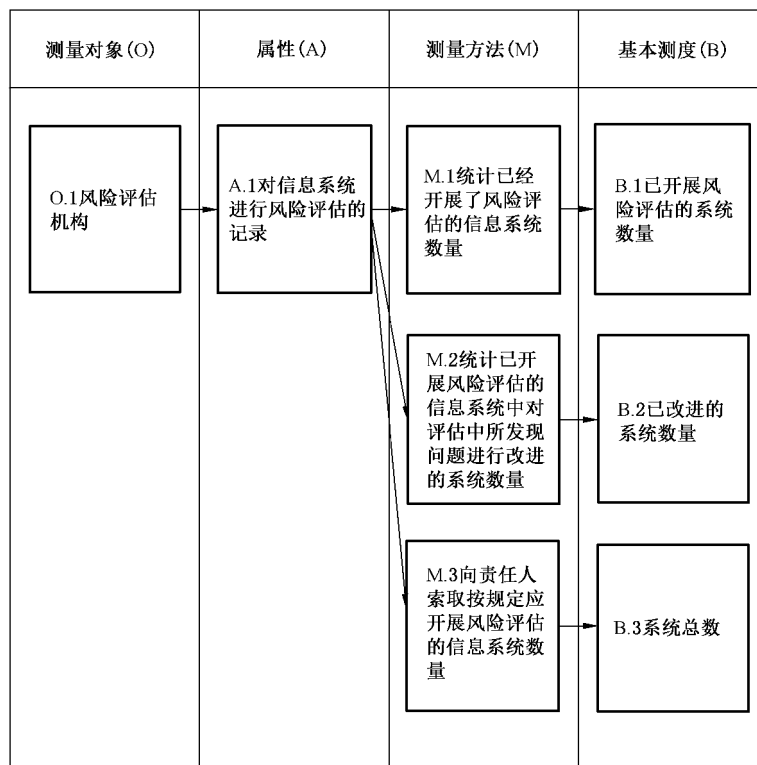 测量对象(O)
属性(A)
测量方法(M)
基本测度(B)
O.1风险评估
机构
A.1对信息系统
进行风险评估的
记录
M.1统计已经
开展了风险评
估的信息系统
数量
B.1已开展风
险评估的系统
数量
M.2统计已开
展风险评估的
信息系统中对
评估中所发现
问题进行改进
的系统数量
B.2已改进的
系统数量
M.3向责任人
索取按规定应
开展风险评估
的信息系统数
量
B.3系统总数